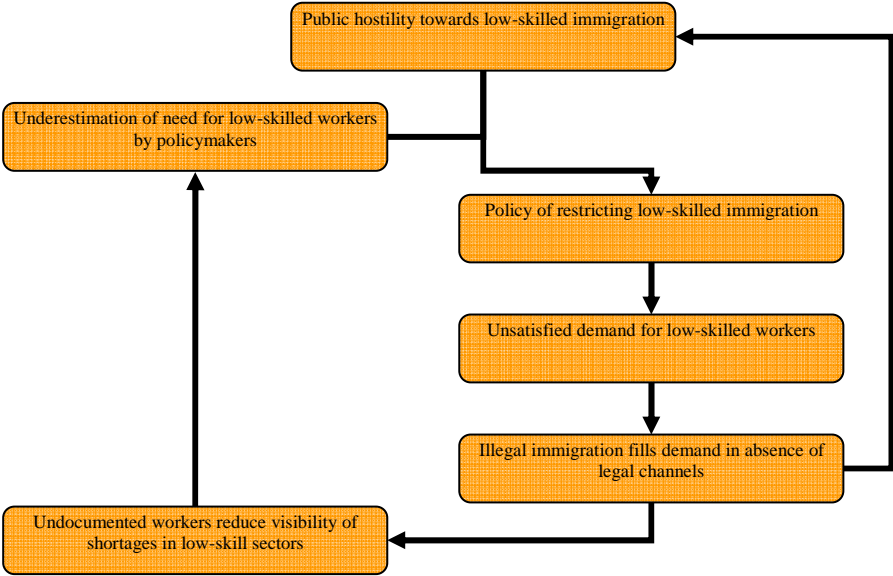 Public hostility towards low-skilled immigration
Underestimation of need for low-skilled workers
by policymakers
Policy of restricting low-skilled immigration
Unsatisfied demand for low-skilled workers
Illegal immigration fills demand in absence of
legal channels
Undocumented workers reduce visibility of
shortages in low-skill sectors